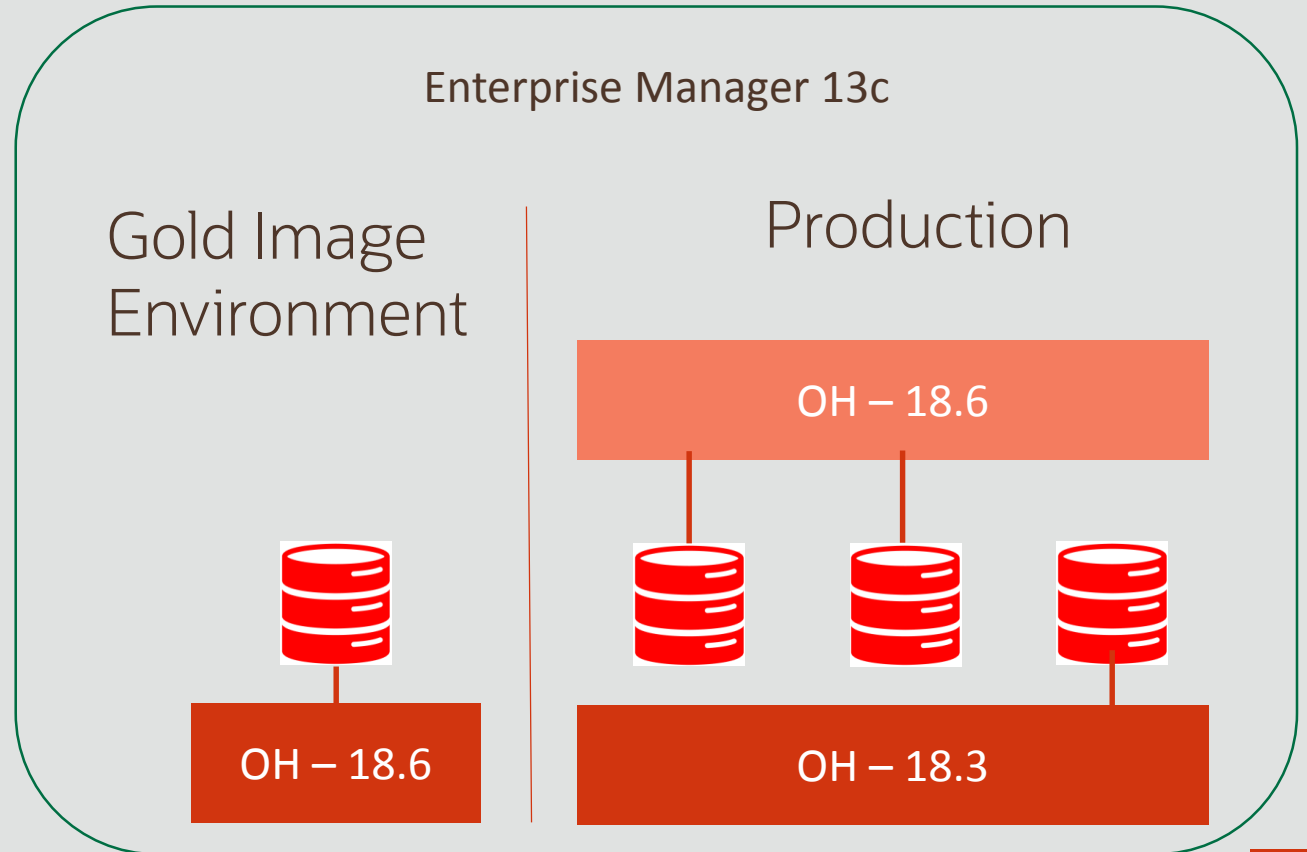 Enterprise Manager 13c
Gold Image
Environment
OH – 18.6
Production
OH – 18.6
OH – 18.3